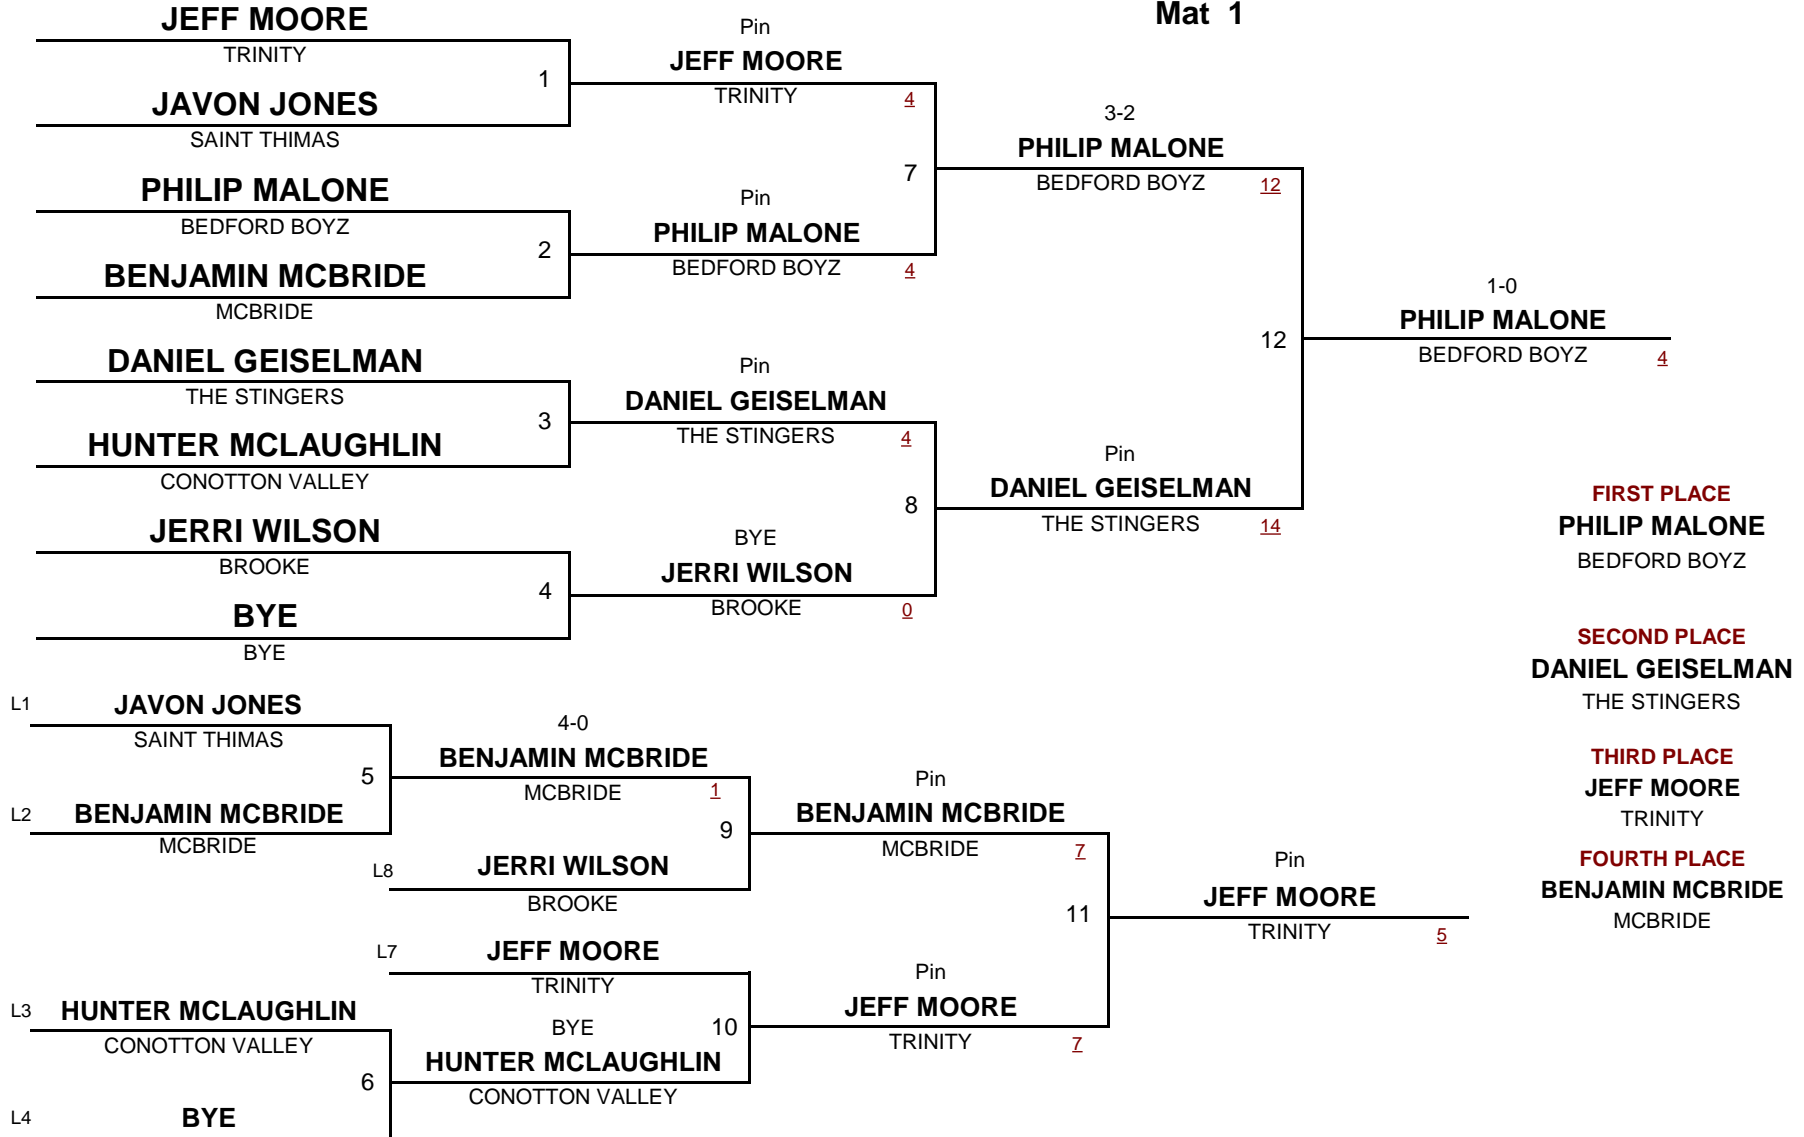 Mat 1
JEFF MOORE
TRINITY
1
JAVON JONES
SAINT THIMAS
PHILIP MALONE
BEDFORD BOYZ
2
BENJAMIN MCBRIDE
MCBRIDE
DANIEL GEISELMAN
THE STINGERS
3
HUNTER MCLAUGHLIN
CONOTTON VALLEY
JERRI WILSON
BROOKE
4
BYE
BYE
Pin
JEFF MOORE
TRINITY 4
7
Pin
PHILIP MALONE
BEDFORD BOYZ 4
Pin
DANIEL GEISELMAN
THE STINGERS 4
8
BYE
JERRI WILSON
BROOKE 0
3-2
PHILIP MALONE
BEDFORD BOYZ 12
12
Pin
DANIEL GEISELMAN
THE STINGERS 14
1-0
PHILIP MALONE
BEDFORD BOYZ 4
FIRST PLACE
PHILIP MALONE
BEDFORD BOYZ
SECOND PLACE
DANIEL GEISELMAN
THE STINGERS
THIRD PLACE
JEFF MOORE
TRINITY
FOURTH PLACE
BENJAMIN MCBRIDE
MCBRIDE
L1 JAVON JONES
SAINT THIMAS
5
L2 BENJAMIN MCBRIDE
MCBRIDE
4-0
BENJAMIN MCBRIDE
MCBRIDE 1
9
L8 JERRI WILSON
BROOKE
L7 JEFF MOORE
TRINITY
L3 HUNTER MCLAUGHLIN
CONOTTON VALLEY
6
L4 BYE
BYE 10
HUNTER MCLAUGHLIN
CONOTTON VALLEY
Pin
BENJAMIN MCBRIDE
MCBRIDE 7
11
Pin
JEFF MOORE
TRINITY 7
Pin
JEFF MOORE
TRINITY 5